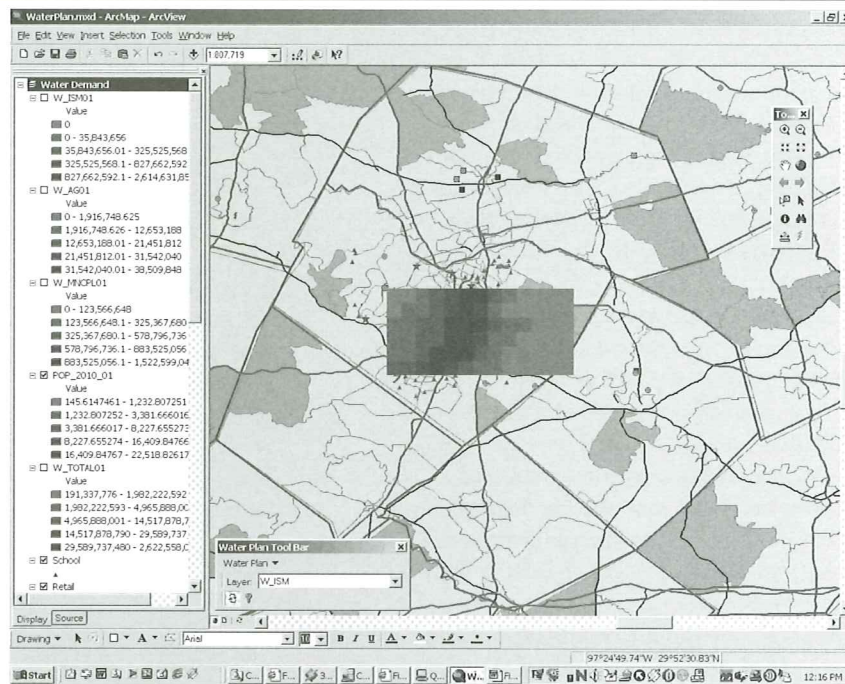 WaterPlan.mxd - ArcMap - ArcView
File Edit View Insert Selection Tools Window Help
1:807,719
Water Demand
W_ISM01
Value
0
0 - 35,843,656
35,843,656.01 - 325,525,568
325,525,568.1 - 827,662,592
827,662,592.1 - 2,614,631,85
W_AG01
Value
0 - 1,916,748.625
1,916,748.626 - 12,653,188
12,653,188.01 - 21,451,812
21,451,812.01 - 31,542,040
31,542,040.01 - 38,509,848
W_MNCPL01
Value
0 - 123,566,648
123,566,648.1 - 325,367,680
325,367,680.1 - 578,796,736
578,796,736.1 - 883,525,056
883,525,056.1 - 1,522,599,04
POP_2010_01
Value
145.6147461 - 1,232.807251
1,232.807252 - 3,381.666016
3,381.666017 - 8,227.655273
8,227.655274 - 16,409.84766
16,409.84767 - 22,518.82617
W_TOTAL01
Value
191,337,776 - 1,982,222,592
1,982,222,593 - 4,965,888,00
4,965,888,001 - 14,517,878,7
14,517,878,790 - 29,589,737
29,589,737,480 - 2,622,558,0
School
Retail
Display Source
To...
Water Plan Tool Bar
Water Plan
Layer: W_ISM
Drawing A Arial 10 B I U A
97°24'49.74"W 29°52'30.83"N
Start C... F... 3... C... Fi... Q... W... Fi... 12:16 PM